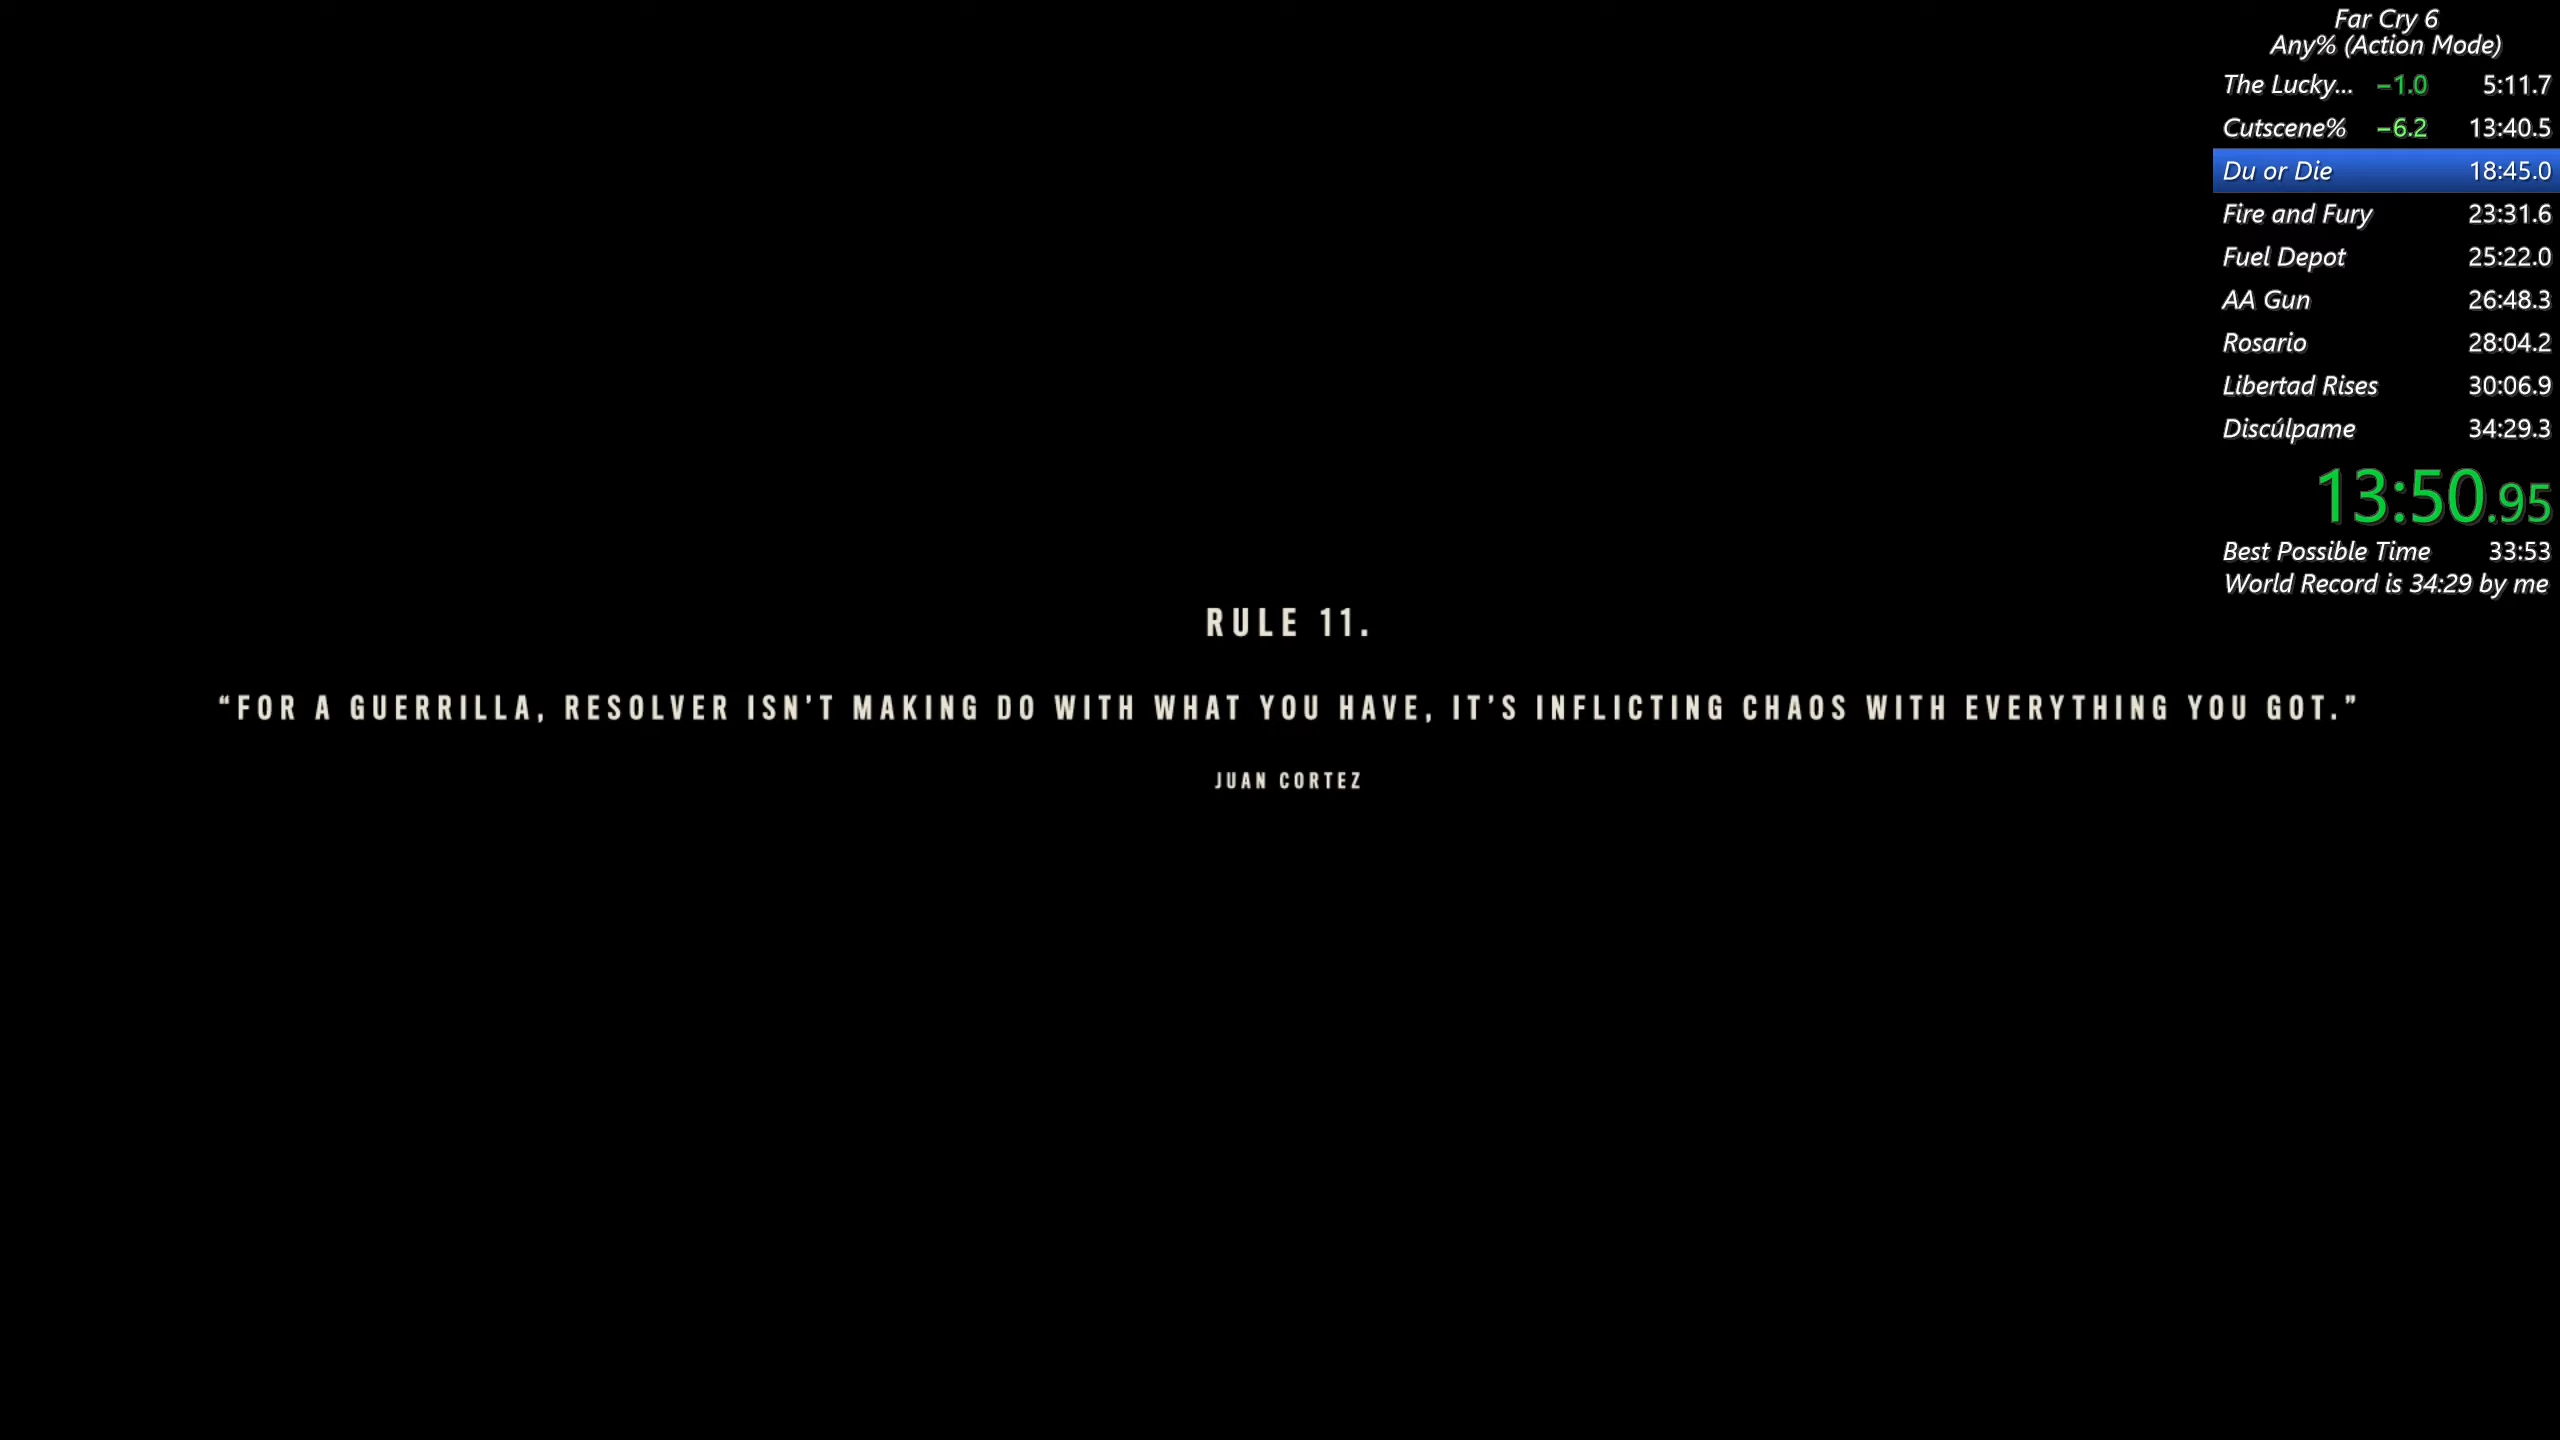 Far Cry 6
Any% (Action Mode)
The Lucky... −1.0 5:11.7
Cutscene% −6.2 13:40.5
Du or Die 18:45.0
Fire and Fury 23:31.6
Fuel Depot 25:22.0
AA Gun 26:48.3
Rosario 28:04.2
Libertad Rises 30:06.9
Discúlpame 34:29.3
13:50.95
Best Possible Time 33:53
World Record is 34:29 by me
RULE 11.
“FOR A GUERRILLA, RESOLVER ISN’T MAKING DO WITH WHAT YOU HAVE, IT’S INFLICTING CHAOS WITH EVERYTHING YOU GOT.”
JUAN CORTEZ